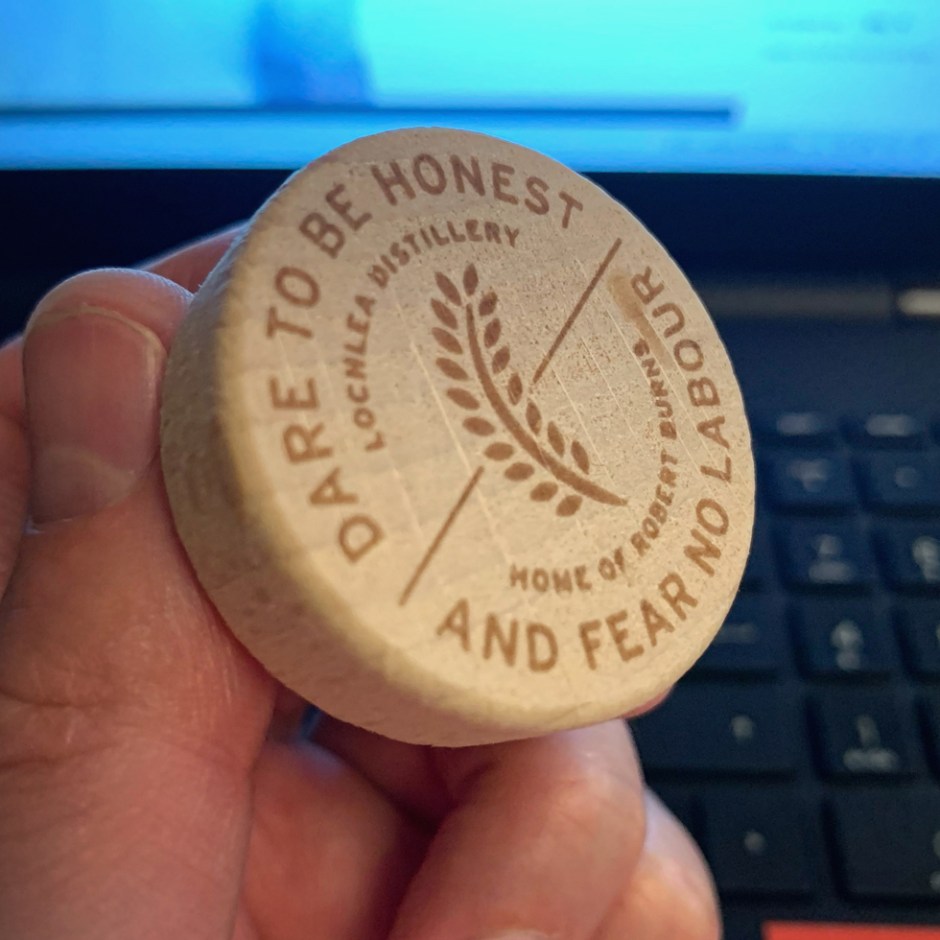 DARE TO BE HONEST
LOCHLEA DISTILLERY
HOME OF ROBERT BURNS
AND FEAR NO LABOUR